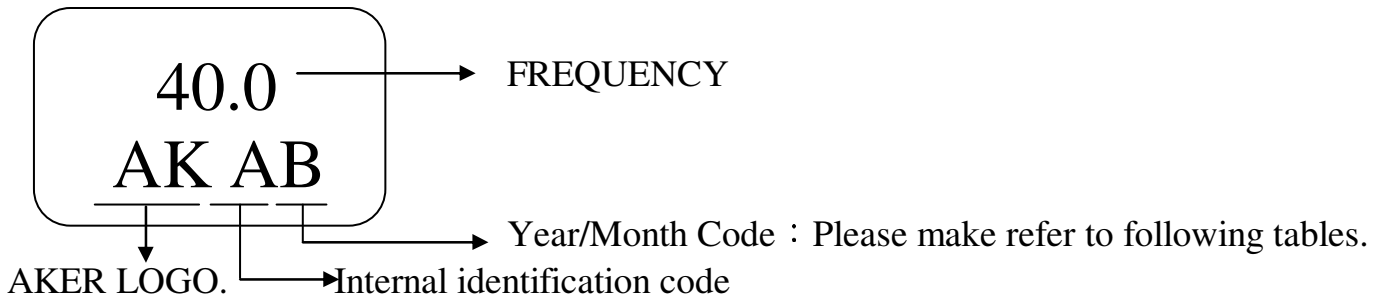 40.0 FREQUENCY
AK AB
Year/Month Code：Please make refer to following tables.
AKER LOGO. Internal identification code